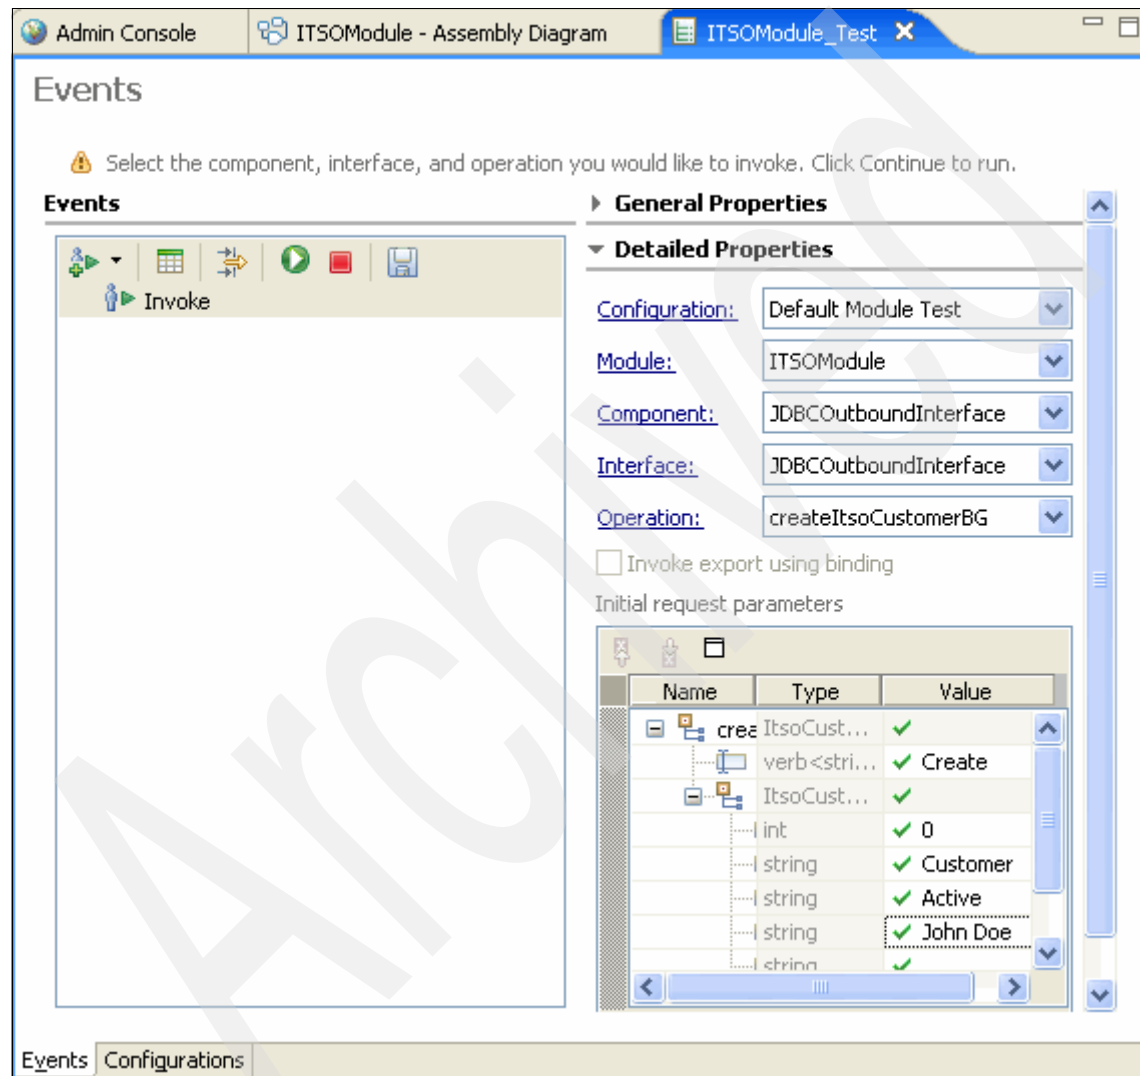 Admin Console ITSOModule - Assembly Diagram ITSOModule_Test
Events
Select the component, interface, and operation you would like to invoke. Click Continue to run.
Events
Invoke
General Properties
Detailed Properties
Configuration: Default Module Test
Module: ITSOModule
Component: JDBCOutboundInterface
Interface: JDBCOutboundInterface
Operation: createItsoCustomerBG
Invoke export using binding
Initial request parameters
Name Type Value
crea ItsoCust...
verb<stri... Create
ItsoCust...
int 0
string Customer
string Active
string John Doe
string
Events Configurations
Archived